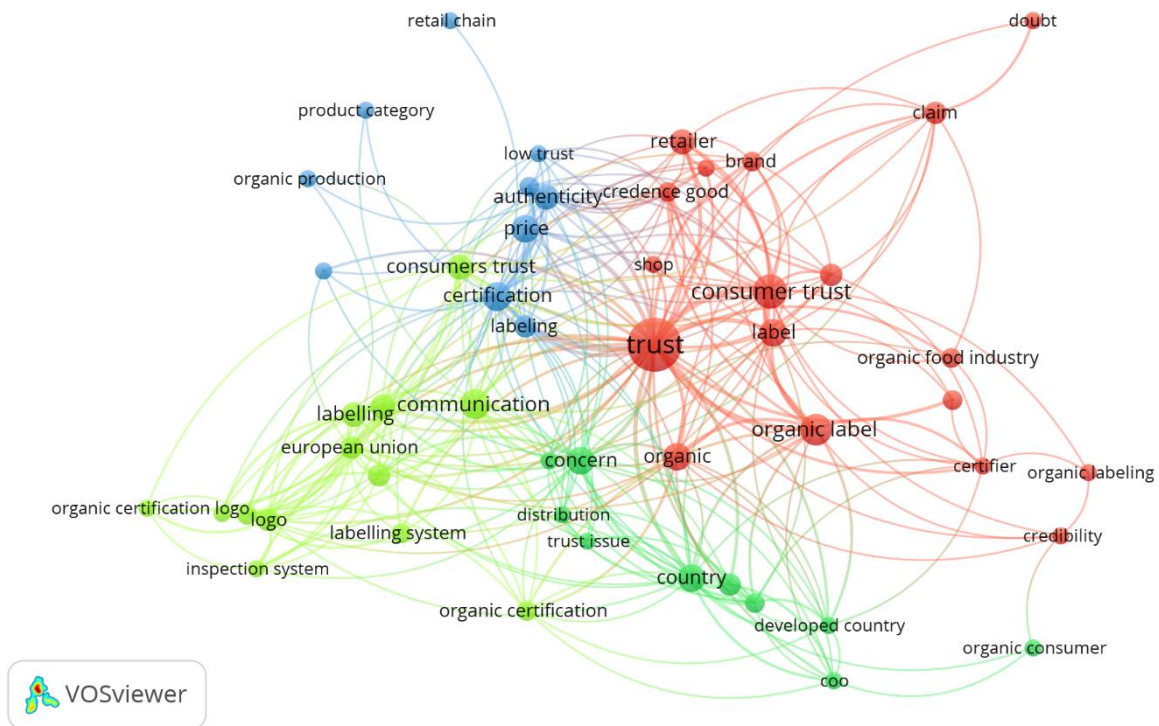 retail chain
doubt
product category
claim
retailer
low trust
brand
organic production
authenticity
credence good
price
consumers trust
shop
certification
consumer trust
labeling
label
trust
organic food industry
labelling
communication
organic label
european union
concern
organic
certifier
organic labeling
organic certification logo
logo
distribution
labelling system
trust issue
credibility
inspection system
country
organic certification
developed country
organic consumer
coo
VOSviewer